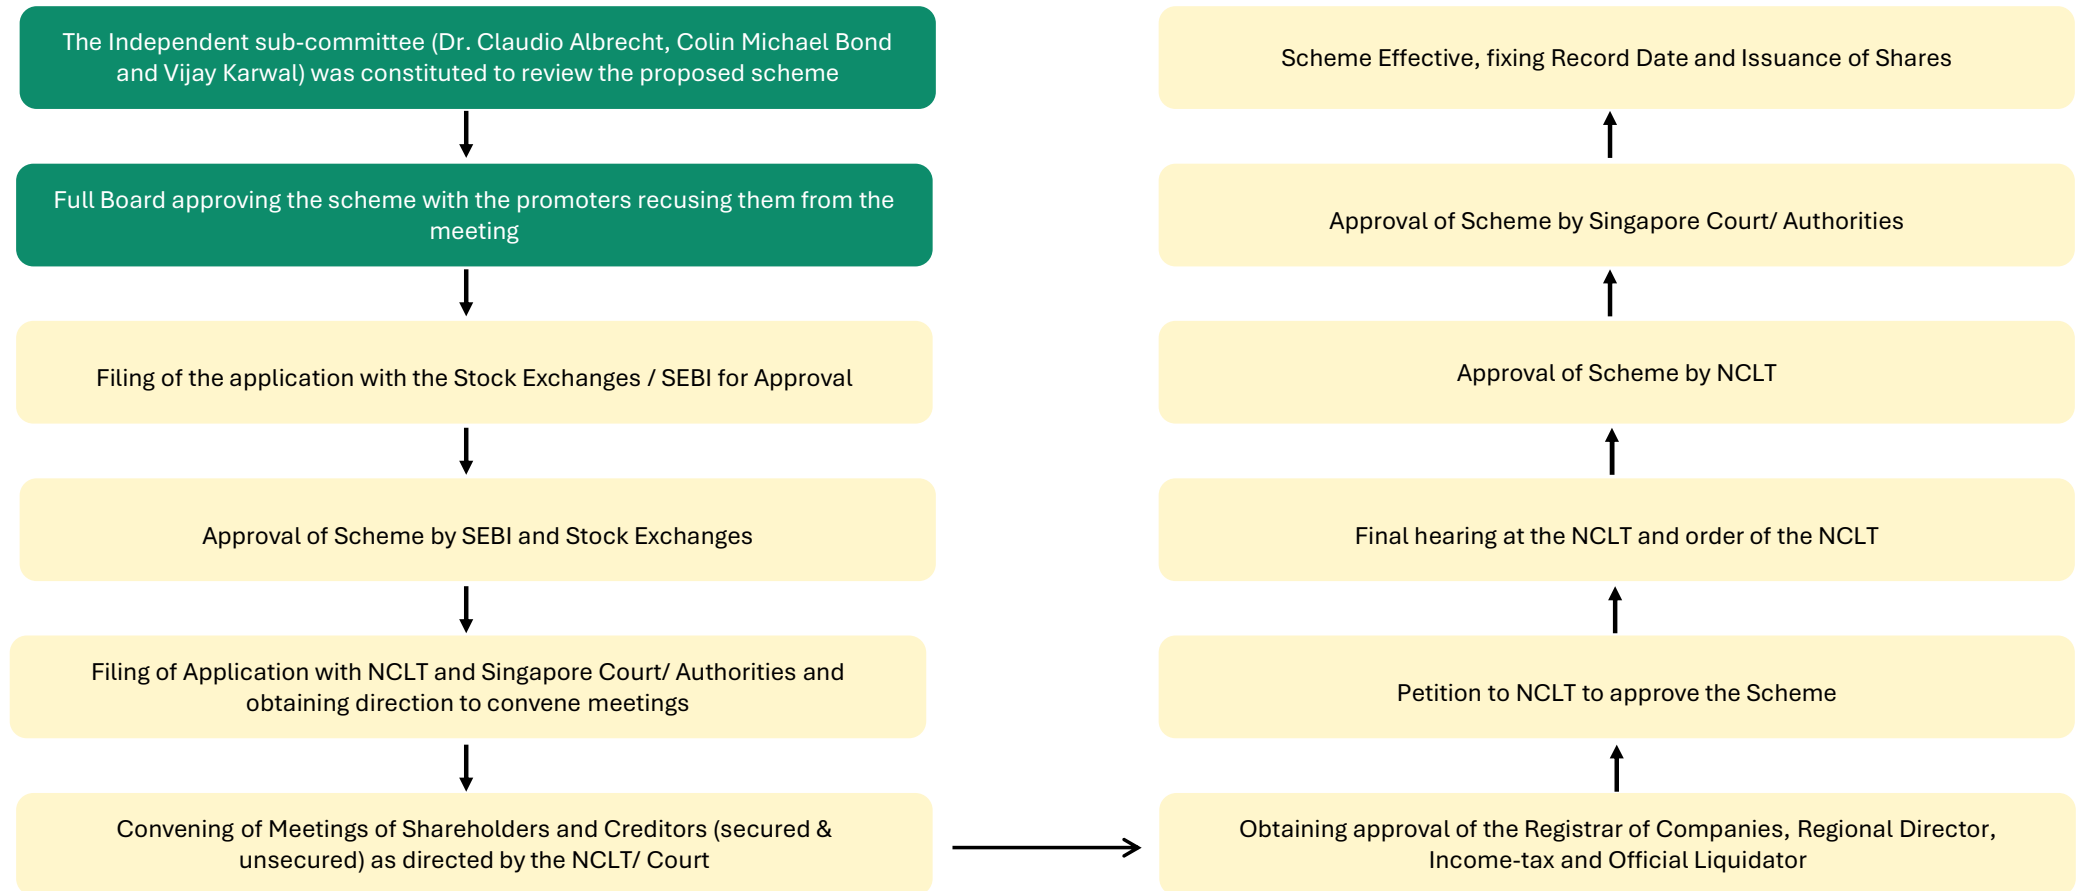 The Independent sub-committee (Dr. Claudio Albrecht, Colin Michael Bond
and Vijay Karwal) was constituted to review the proposed scheme
Full Board approving the scheme with the promoters recusing them from the
meeting
Filing of the application with the Stock Exchanges / SEBI for Approval
Approval of Scheme by SEBI and Stock Exchanges
Filing of Application with NCLT and Singapore Court/ Authorities and
obtaining direction to convene meetings
Convening of Meetings of Shareholders and Creditors (secured &
unsecured) as directed by the NCLT/ Court
Obtaining approval of the Registrar of Companies, Regional Director,
Income-tax and Official Liquidator
Petition to NCLT to approve the Scheme
Final hearing at the NCLT and order of the NCLT
Approval of Scheme by NCLT
Approval of Scheme by Singapore Court/ Authorities
Scheme Effective, fixing Record Date and Issuance of Shares